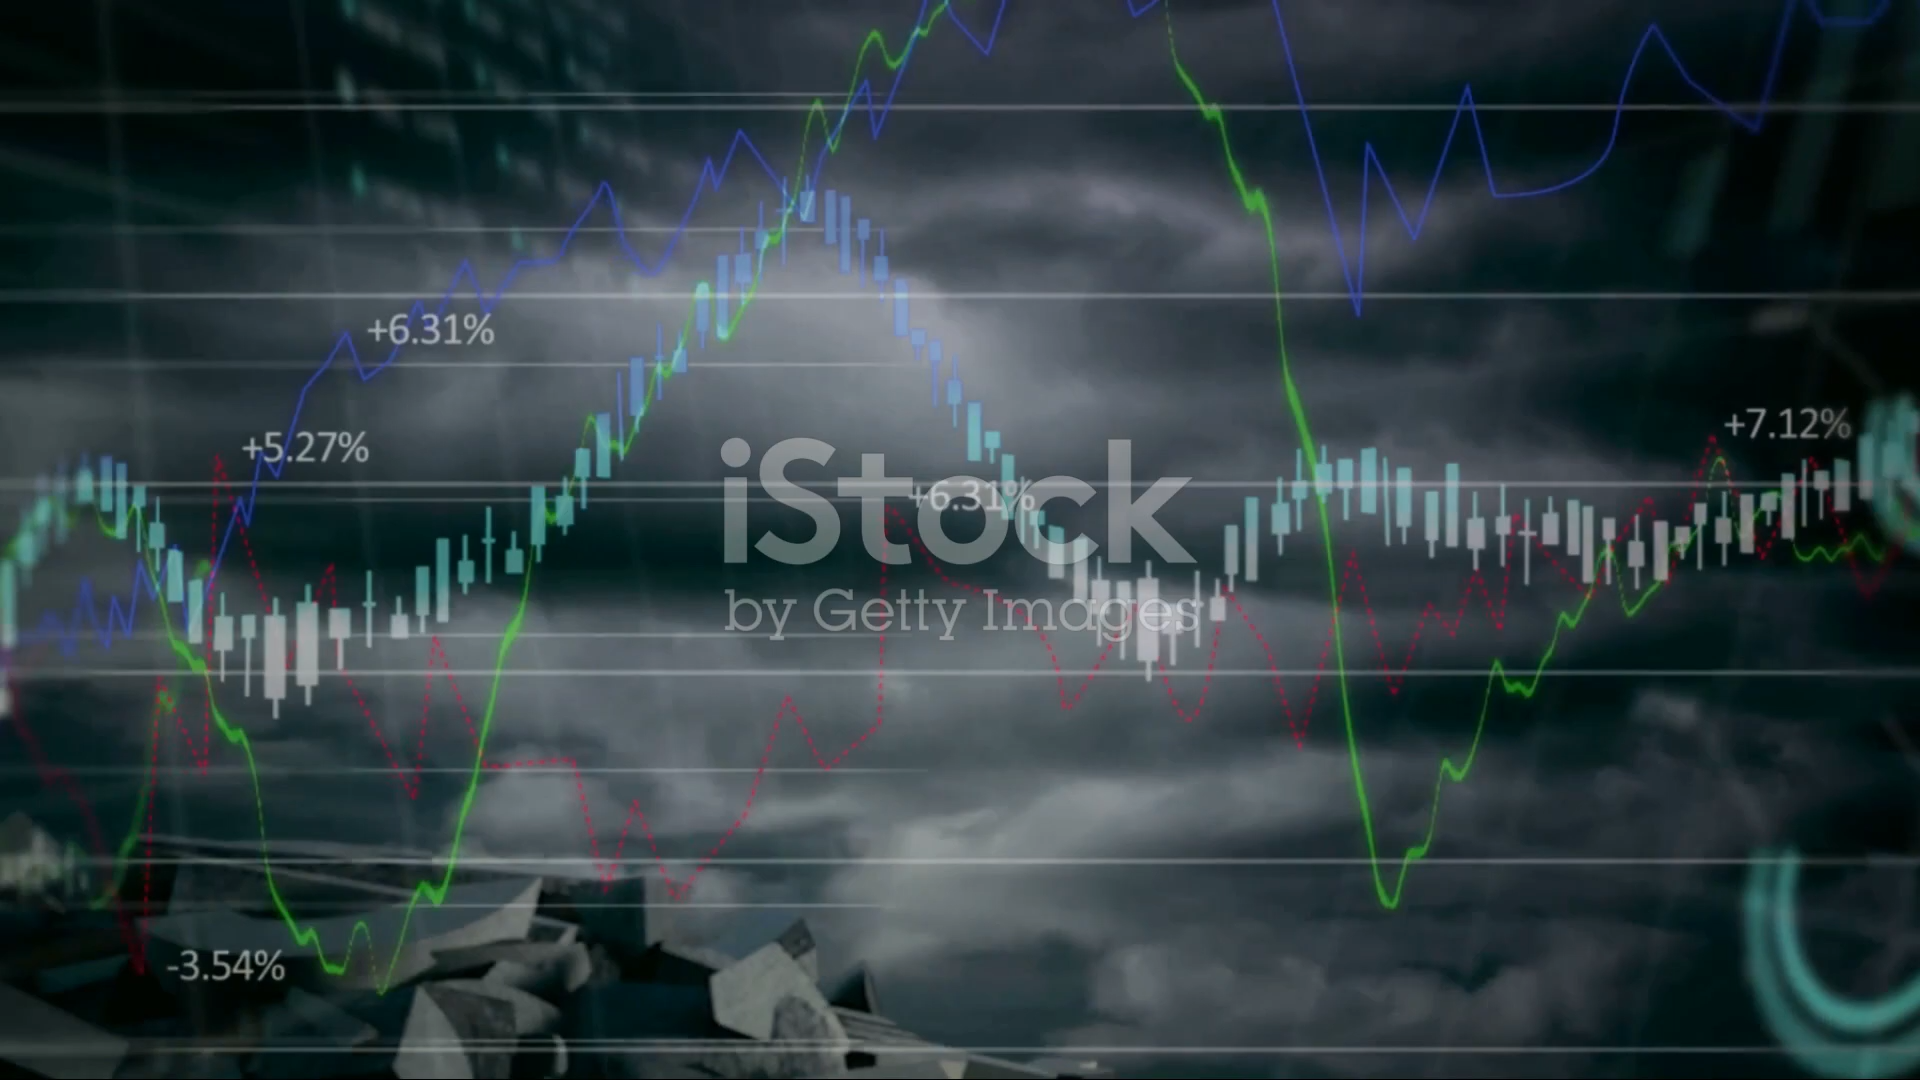 +6.31%
+5.27%
+7.12%
iStock
+6.31%
by Getty Images
-3.54%